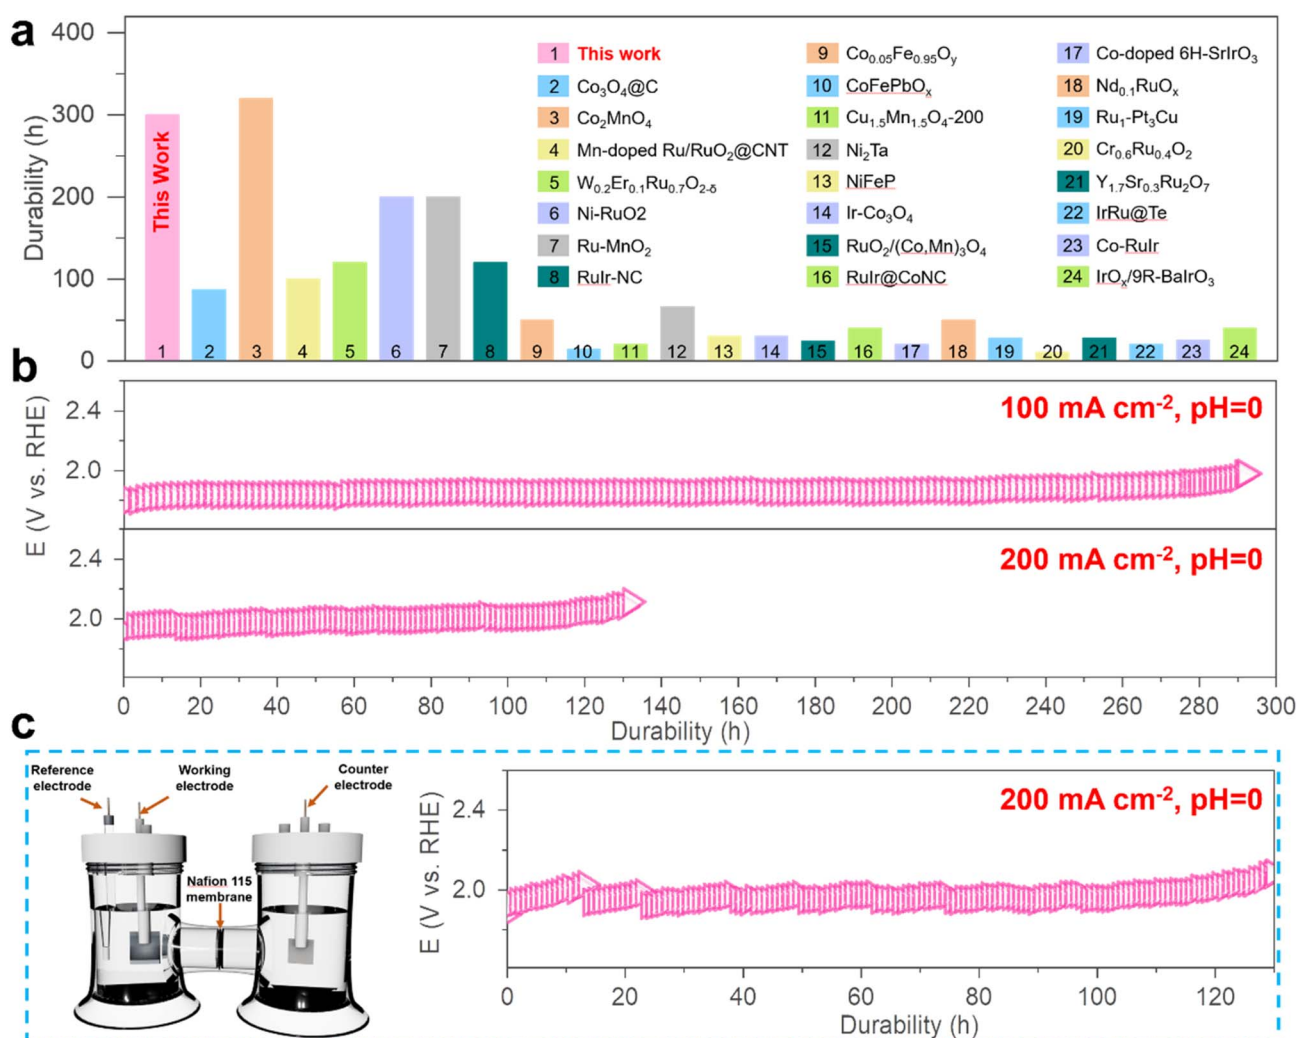 a
400
300
200
100
0
Durability (h)
This Work
1 2 3 4 5 6 7 8 9 10 11 12 13 14 15 16 17 18 19 20 21 22 23 24
1 This work
2 Co₃O₄@C
3 Co₂MnO₄
4 Mn-doped Ru/RuO₂@CNT
5 W₀.₂Er₀.₁Ru₀.₇O₂₋δ
6 Ni-RuO2
7 Ru-MnO₂
8 RuIr-NC
9 Co₀.₀₅Fe₀.₉₅Oy
10 CoFePbOₓ
11 Cu₁.₅Mn₁.₅O₄-200
12 Ni₂Ta
13 NiFeP
14 Ir-Co₃O₄
15 RuO₂/(Co,Mn)₃O₄
16 RuIr@CoNC
17 Co-doped 6H-SrIrO₃
18 Nd₀.₁RuOₓ
19 Ru₁-Pt₃Cu
20 Cr₀.₆Ru₀.₄O₂
21 Y₁.₇Sr₀.₃Ru₂O₇
22 IrRu@Te
23 Co-RuIr
24 IrOₓ/9R-BaIrO₃
b
E (V vs. RHE)
2.4
2.0
100 mA cm⁻², pH=0
2.4
2.0
200 mA cm⁻², pH=0
0 20 40 60 80 100 120 140 160 180 200 220 240 260 280 300
Durability (h)
c
Reference
electrode
Working
electrode
Counter
electrode
Nafion 115
membrane
E (V vs. RHE)
2.4
2.0
200 mA cm⁻², pH=0
0 20 40 60 80 100 120
Durability (h)